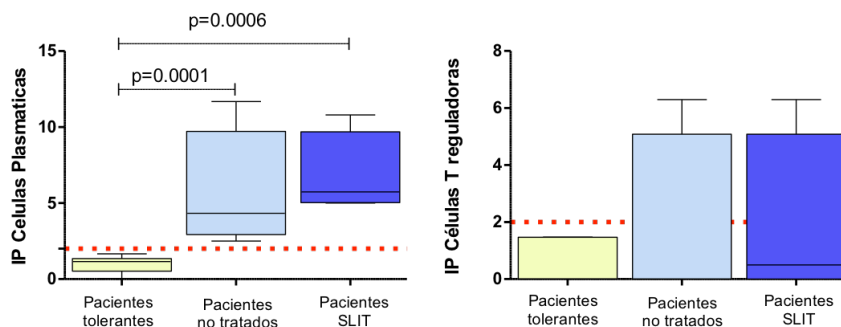 p=0.0006
p=0.0001
IP Celulas Plasmaticas
15
10
5
0
Pacientes
tolerantes
Pacientes
no tratados
Pacientes
SLIT
IP Células T reguladoras
8
6
4
2
0
Pacientes
tolerantes
Pacientes
no tratados
Pacientes
SLIT